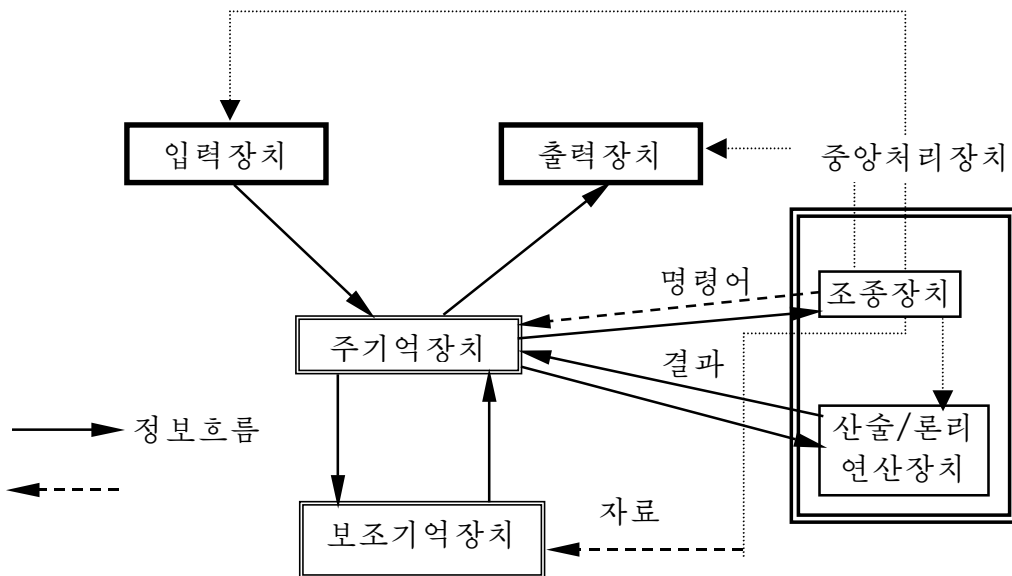 입력장치
출력장치
중앙처리장치
명령어
조종장치
주기억장치
결과
정보흐름
산술/론리
연산장치
자료
보조기억장치